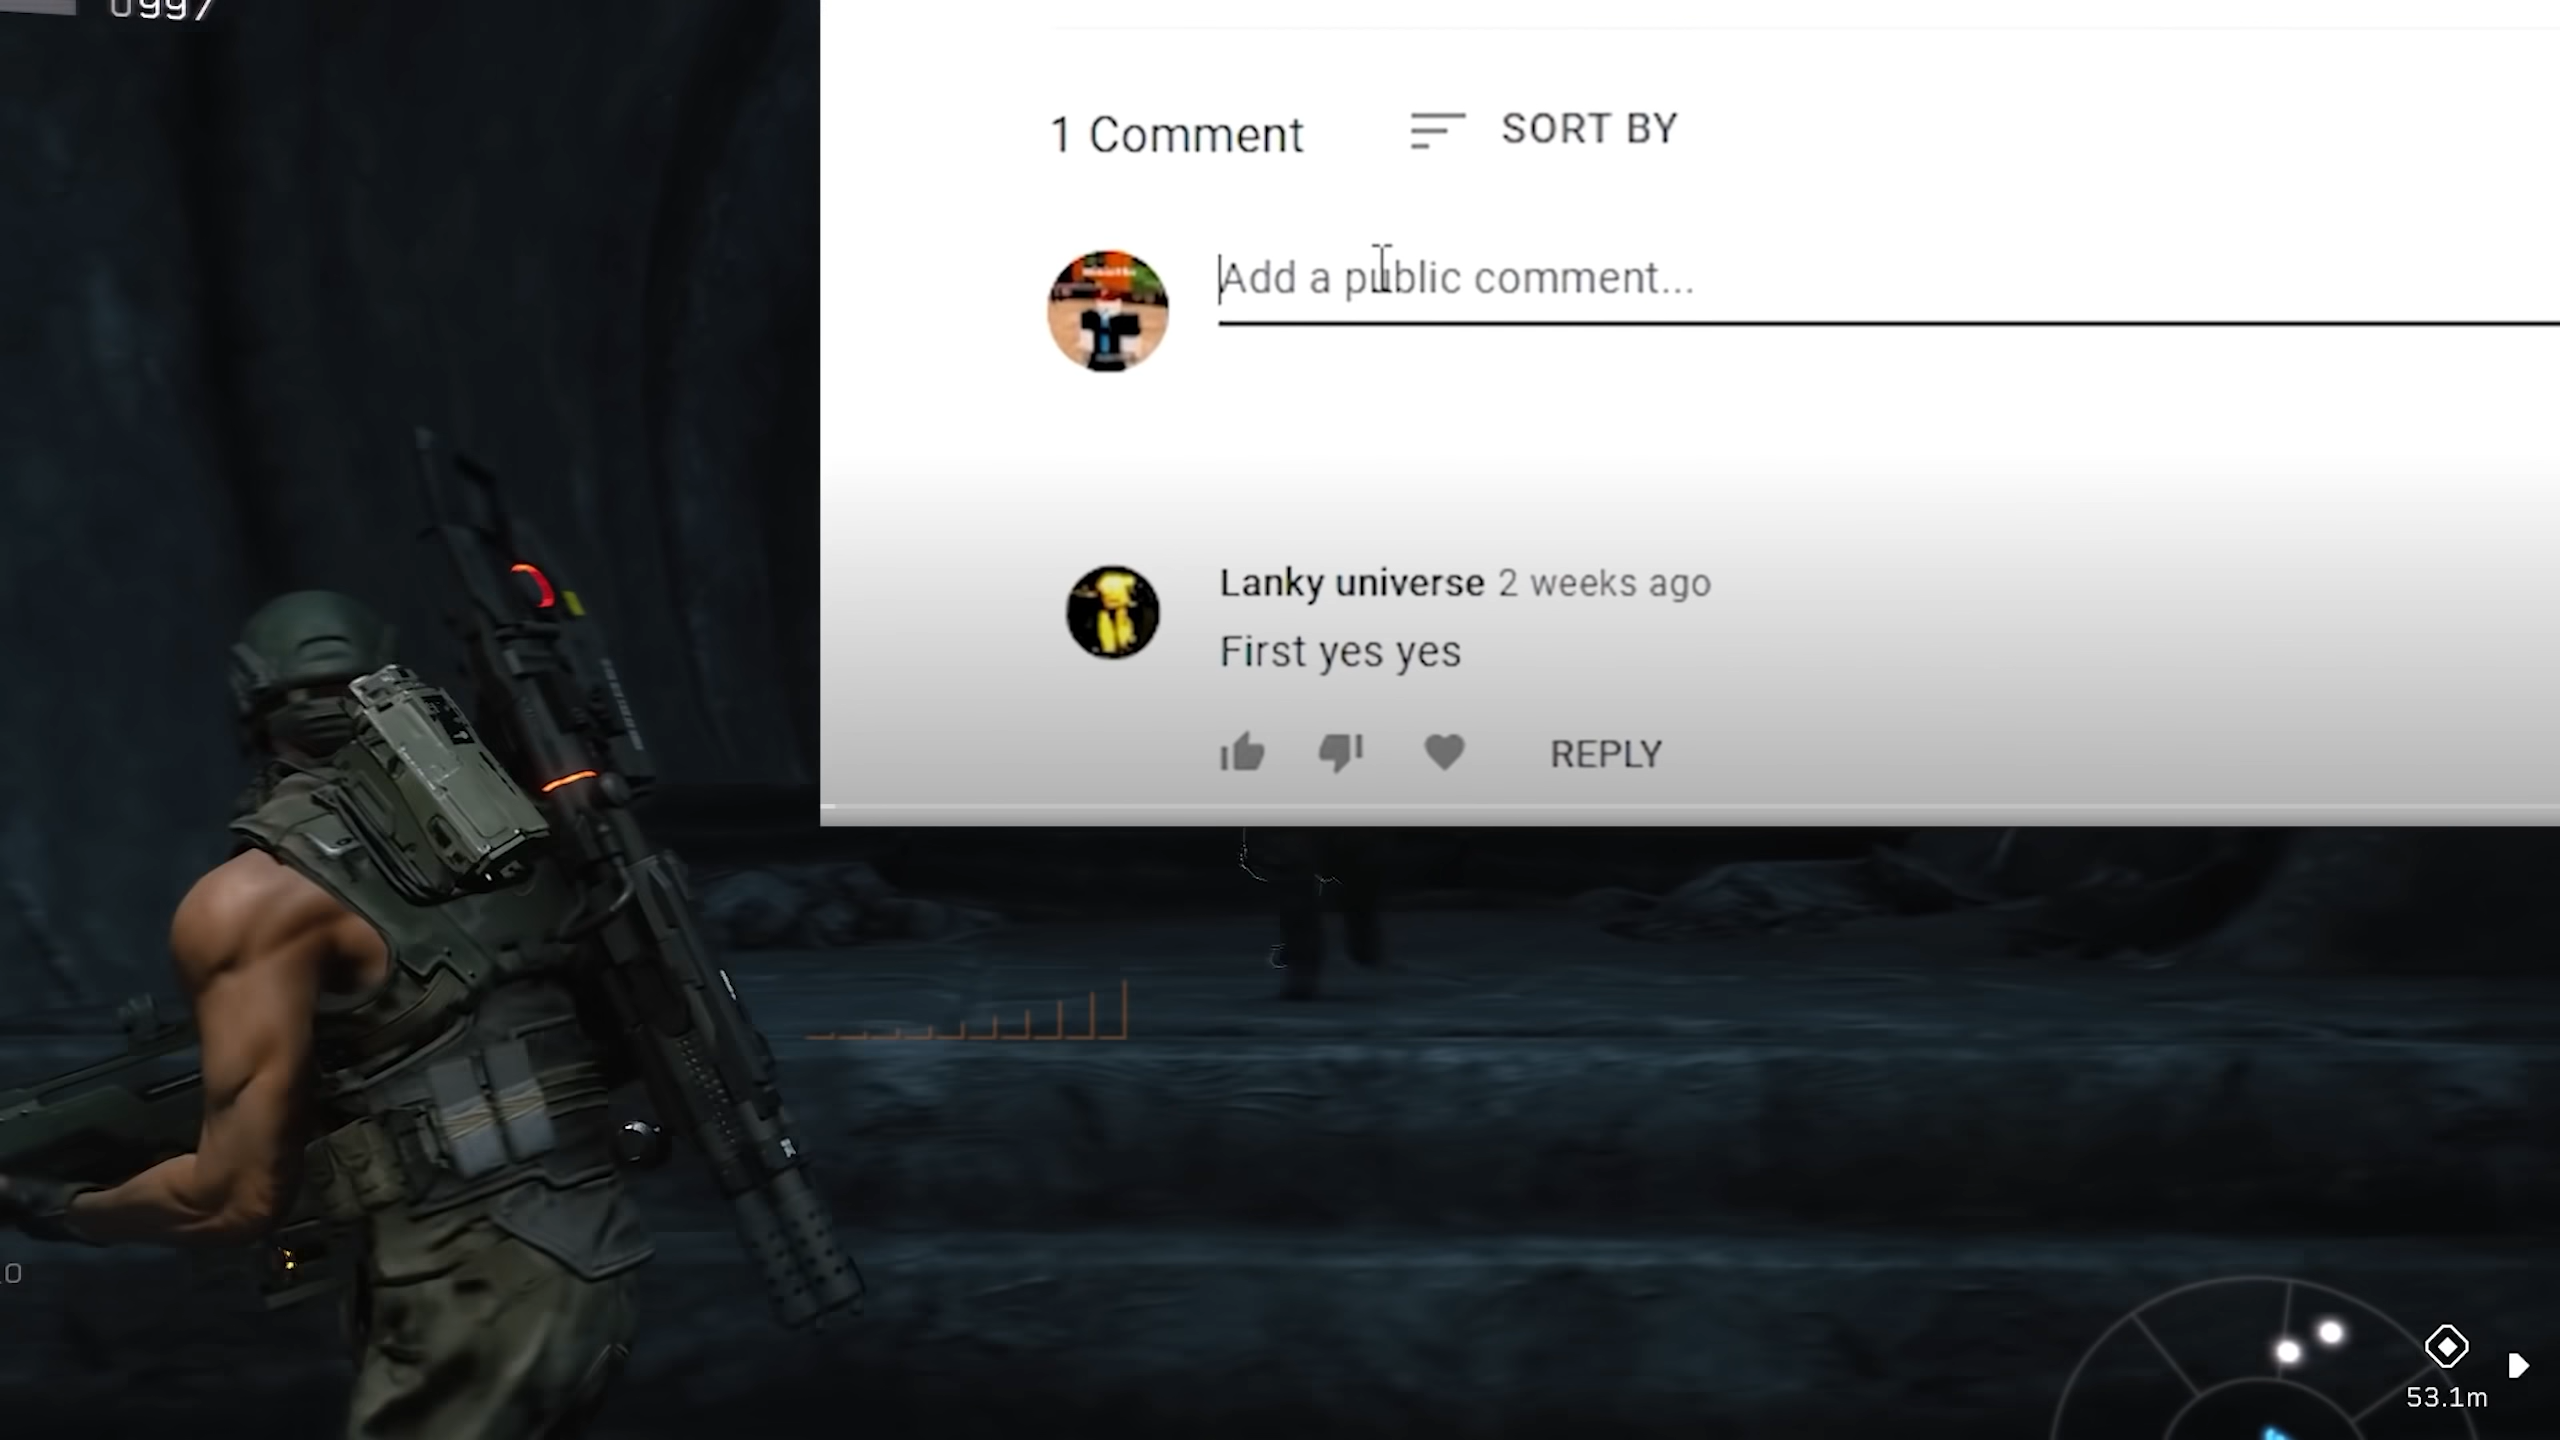 1 Comment
SORT BY
Add a public comment...
Lanky universe 2 weeks ago
First yes yes
REPLY
53.1m